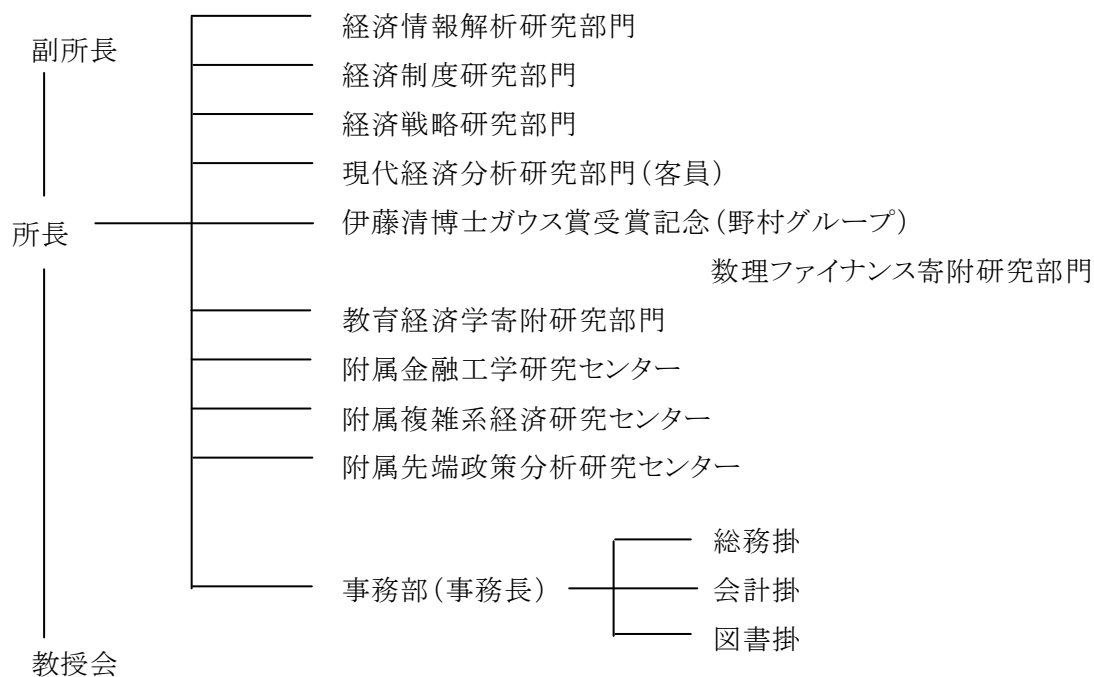 副所長
所長
教授会
経済情報解析研究部門
経済制度研究部門
経済戦略研究部門
現代経済分析研究部門(客員)
伊藤清博士ガウス賞受賞記念(野村グループ)
数理ファイナンス寄附研究部門
教育経済学寄附研究部門
附属金融工学研究センター
附属複雑系経済研究センター
附属先端政策分析研究センター
事務部(事務長)
総務掛
会計掛
図書掛